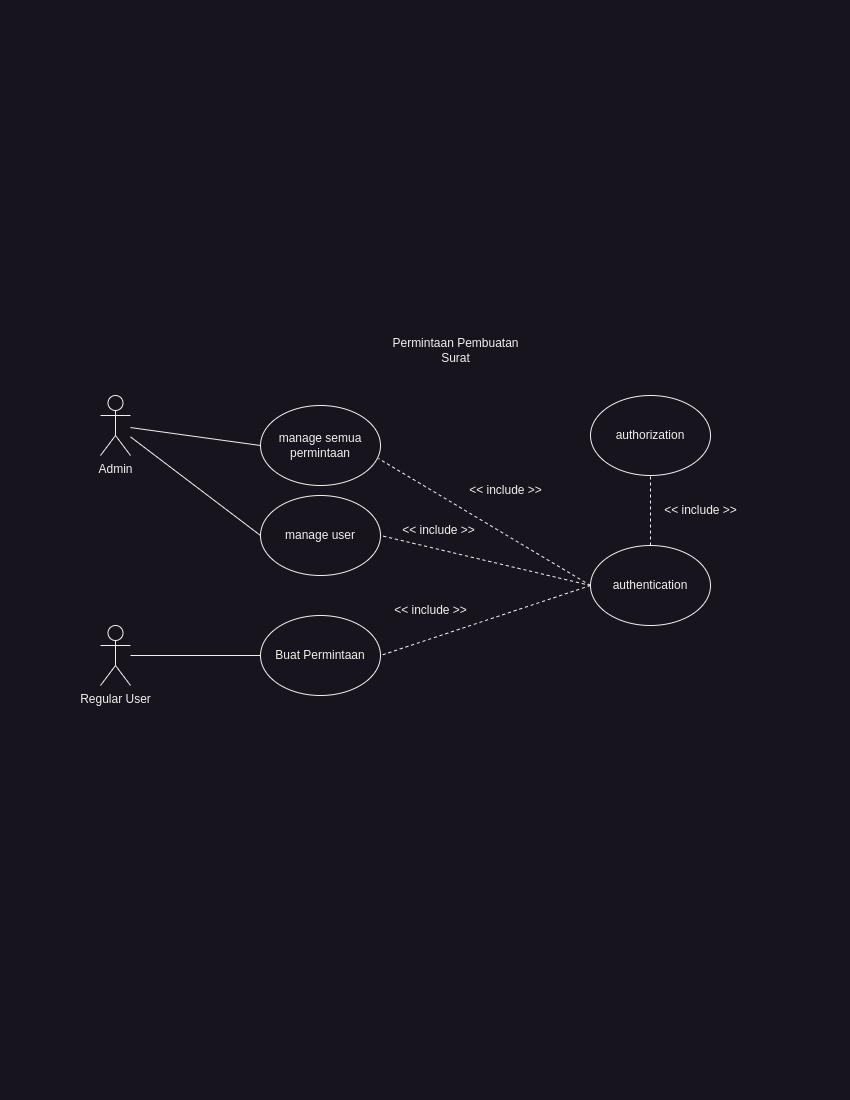 Permintaan Pembuatan
Surat
Admin
manage semua
permintaan
authorization
<< include >>
<< include >>
<< include >>
manage user
authentication
<< include >>
Buat Permintaan
Regular User